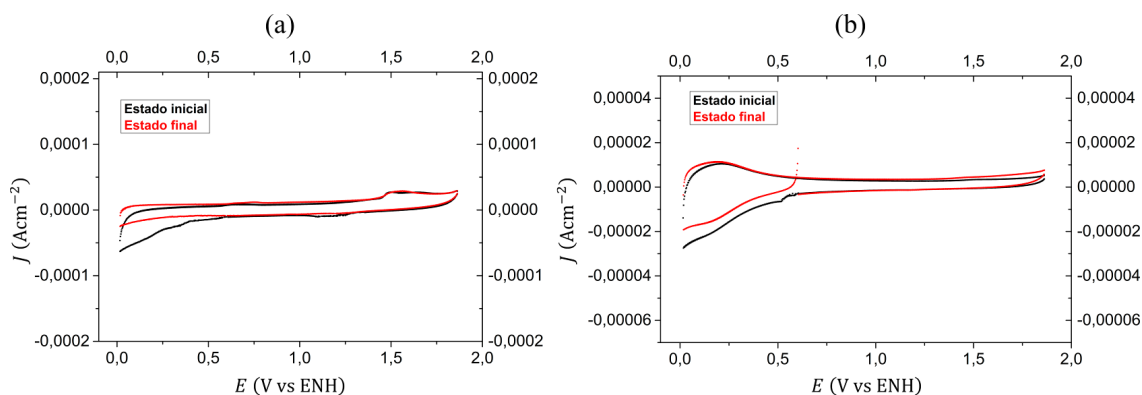 (a)
0,0 0,5 1,0 1,5 2,0
0,0002 0,0002
Estado inicial
Estado final
0,0001 0,0001
0,0000 0,0000
-0,0001 -0,0001
-0,0002 -0,0002
0,0 0,5 1,0 1,5 2,0
J (Acm⁻²)
E (V vs ENH)
(b)
0,0 0,5 1,0 1,5 2,0
0,00004 0,00004
Estado inicial
Estado final
0,00002 0,00002
0,00000 0,00000
-0,00002 -0,00002
-0,00004 -0,00004
-0,00006 -0,00006
0,0 0,5 1,0 1,5 2,0
J (Acm⁻²)
J (Acm⁻²)
E (V vs ENH)